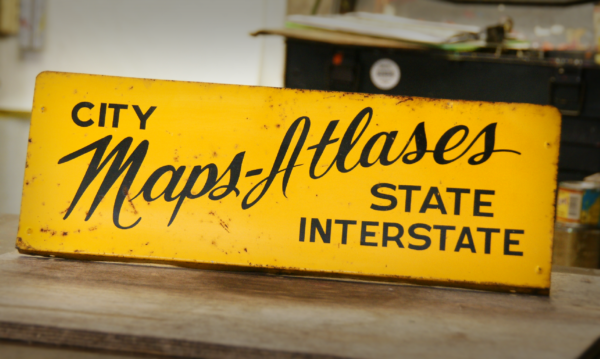 CITY
Maps-Atlases
STATE
INTERSTATE